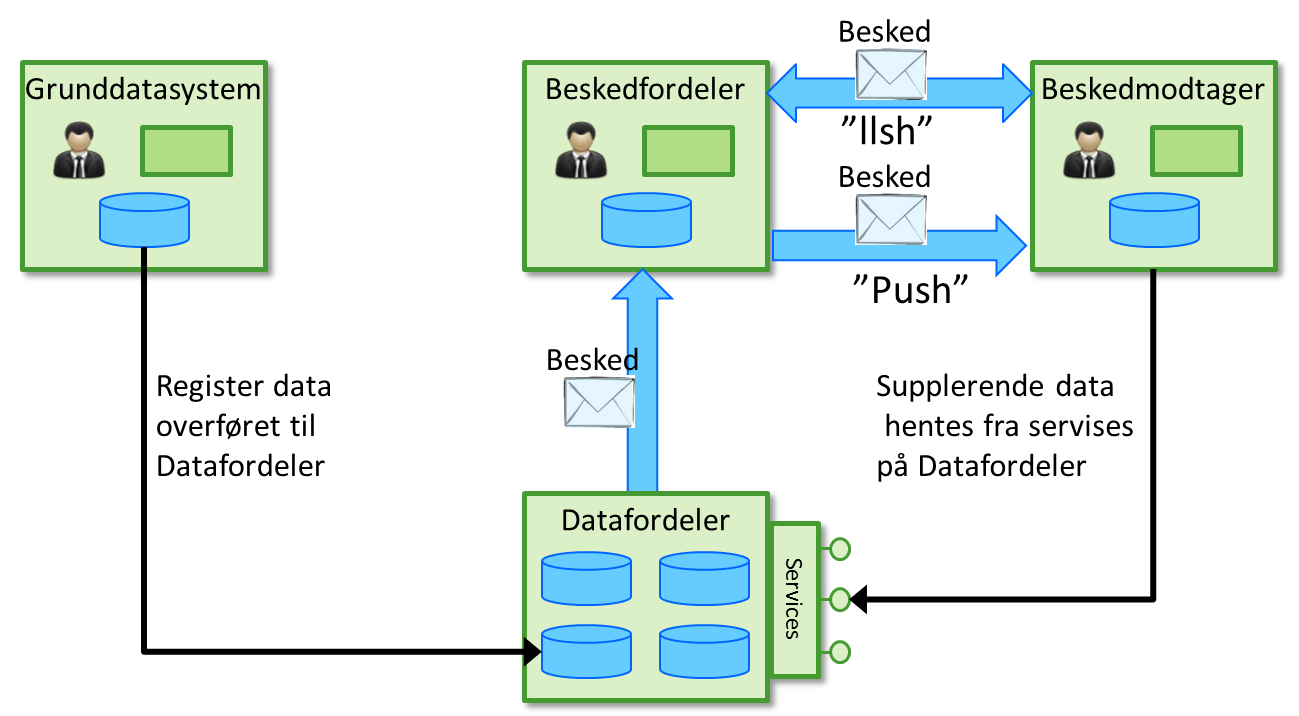 Besked
Grunddatasystem
Beskedfordeler
Beskedmodtager
”llsh”
Besked
”Push”
Besked
Register data
overføret til
Datafordeler
Supplerende data
hentes fra servises
på Datafordeler
Datafordeler
Services